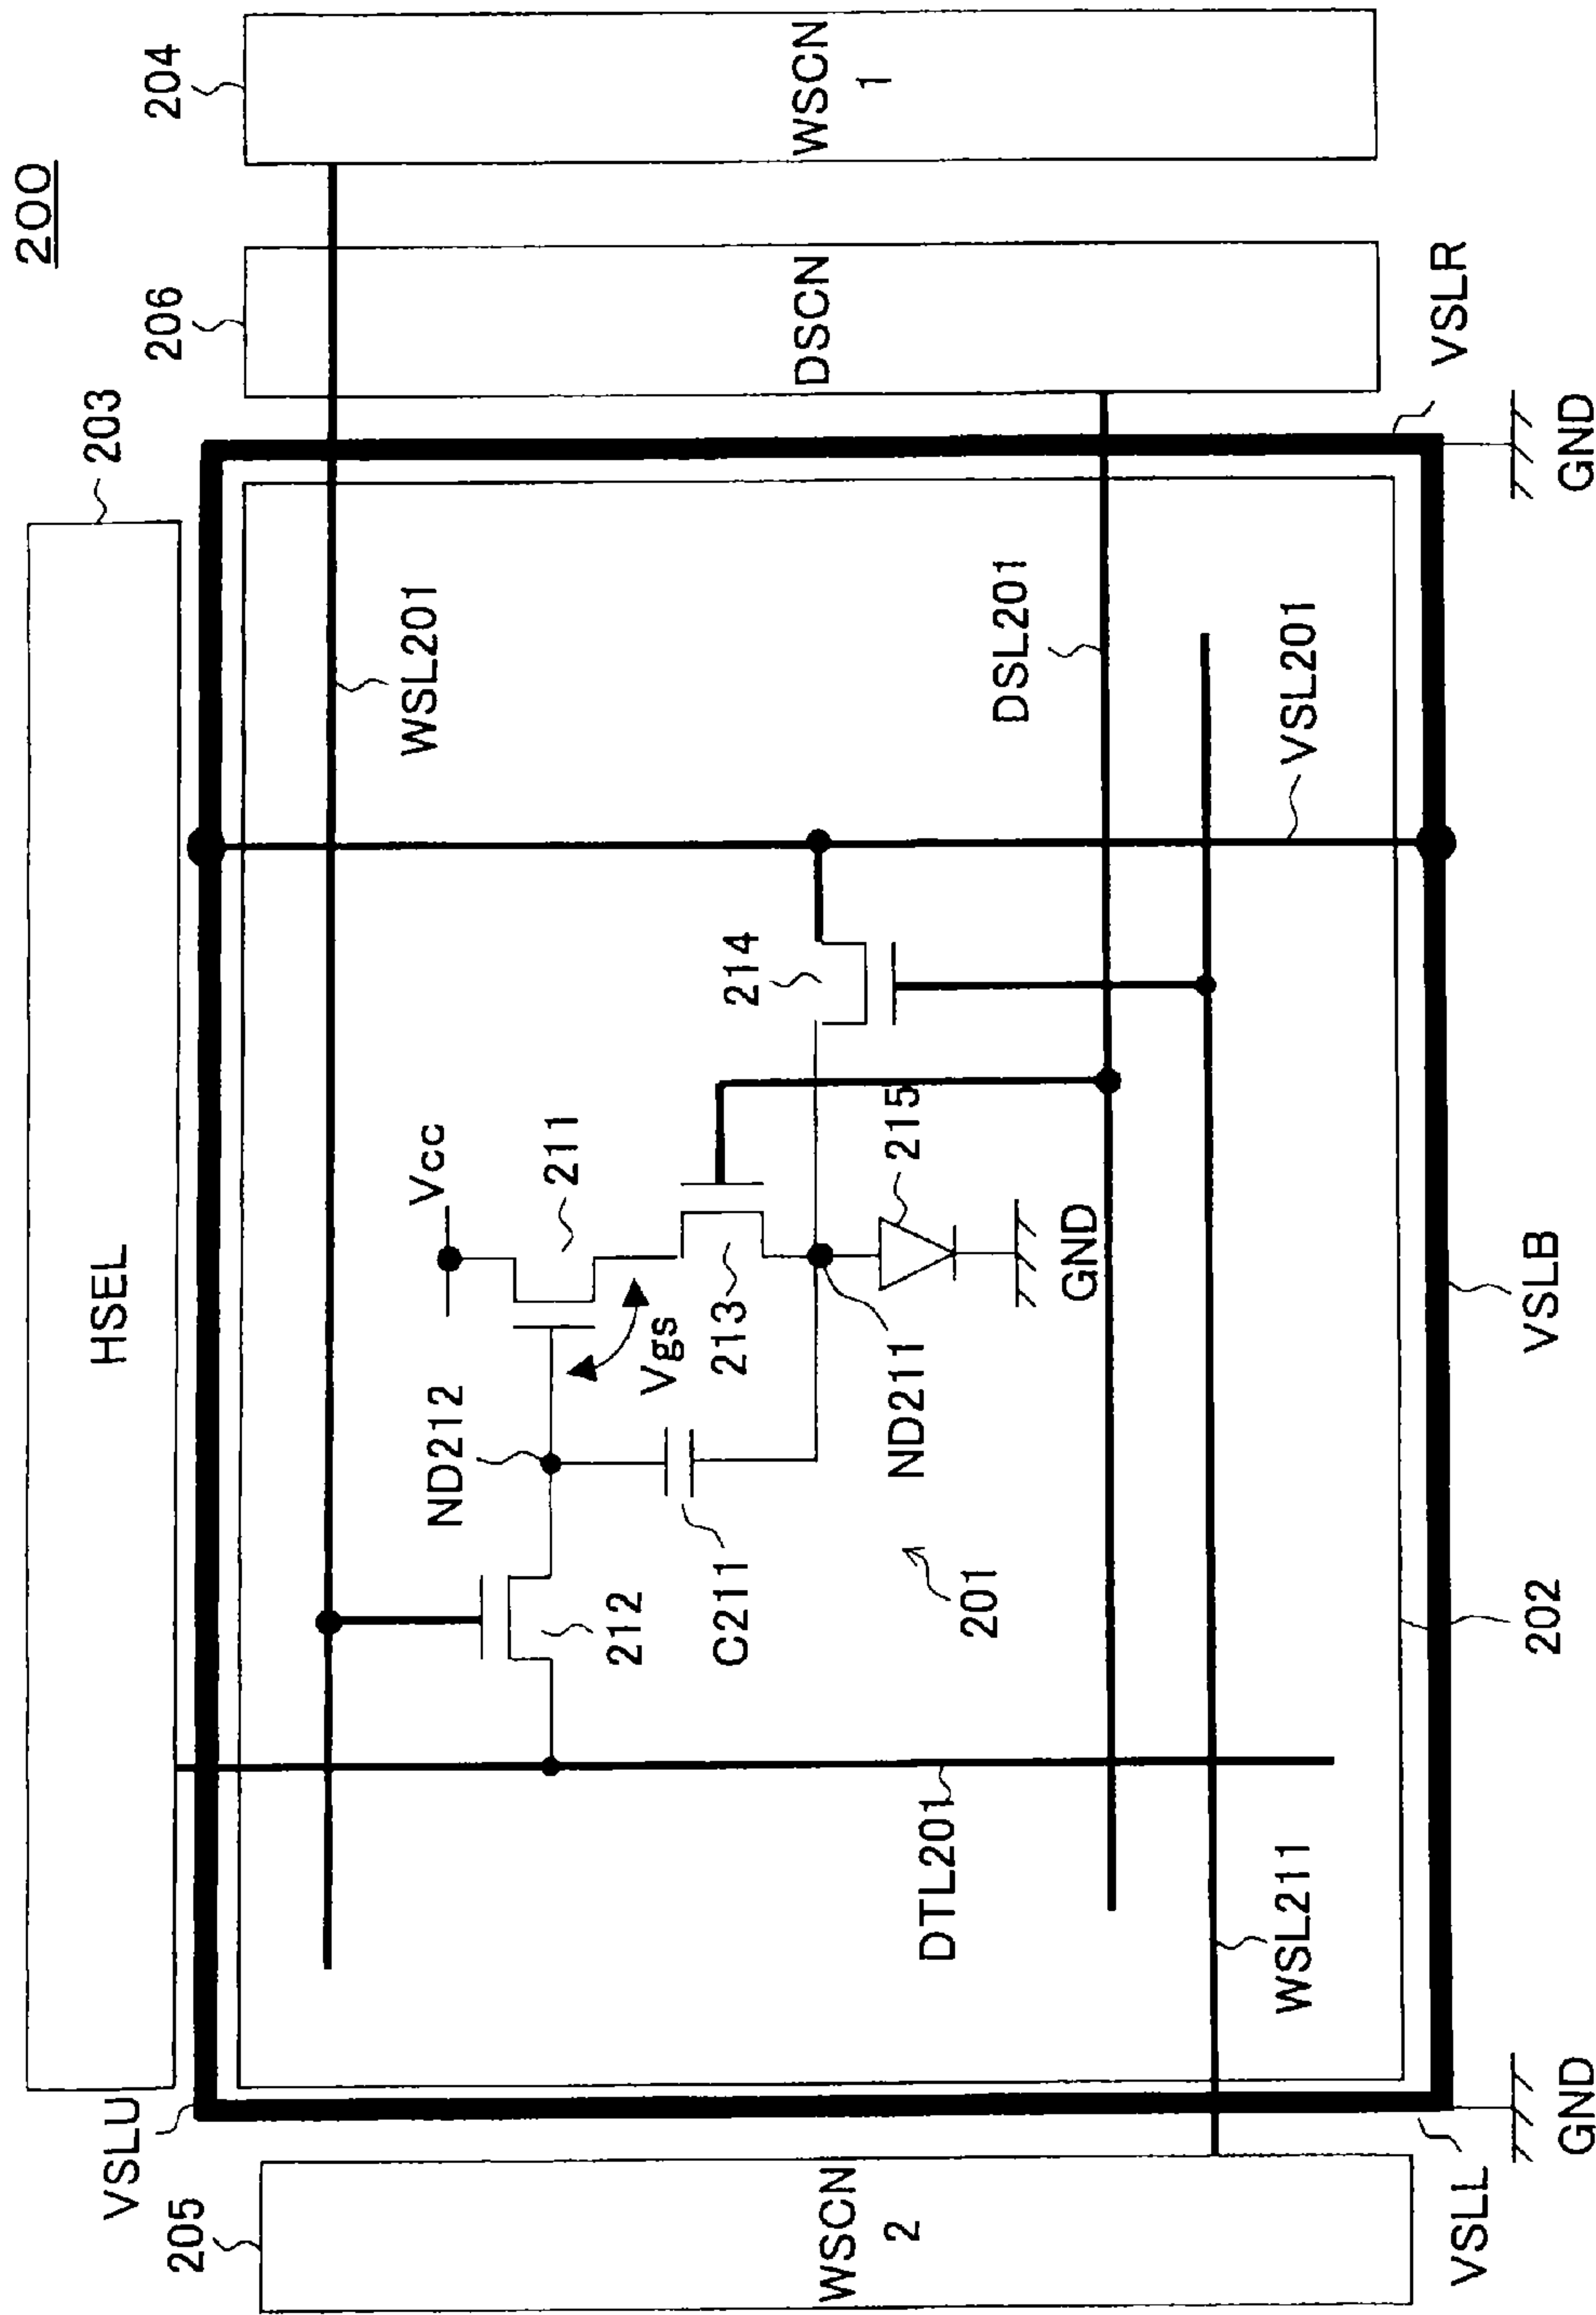 200
HSEL
203
VSLU
205
WSCN
2
204
WSCN
1
206
DSCN
WSL201
Vcc
ND212
211
Vgs
212
C211
213
214
DSL201
215
GND
ND211
201
DTL201
VSL201
WSL211
VSLR
GND
VSLL
GND
202
VSLB